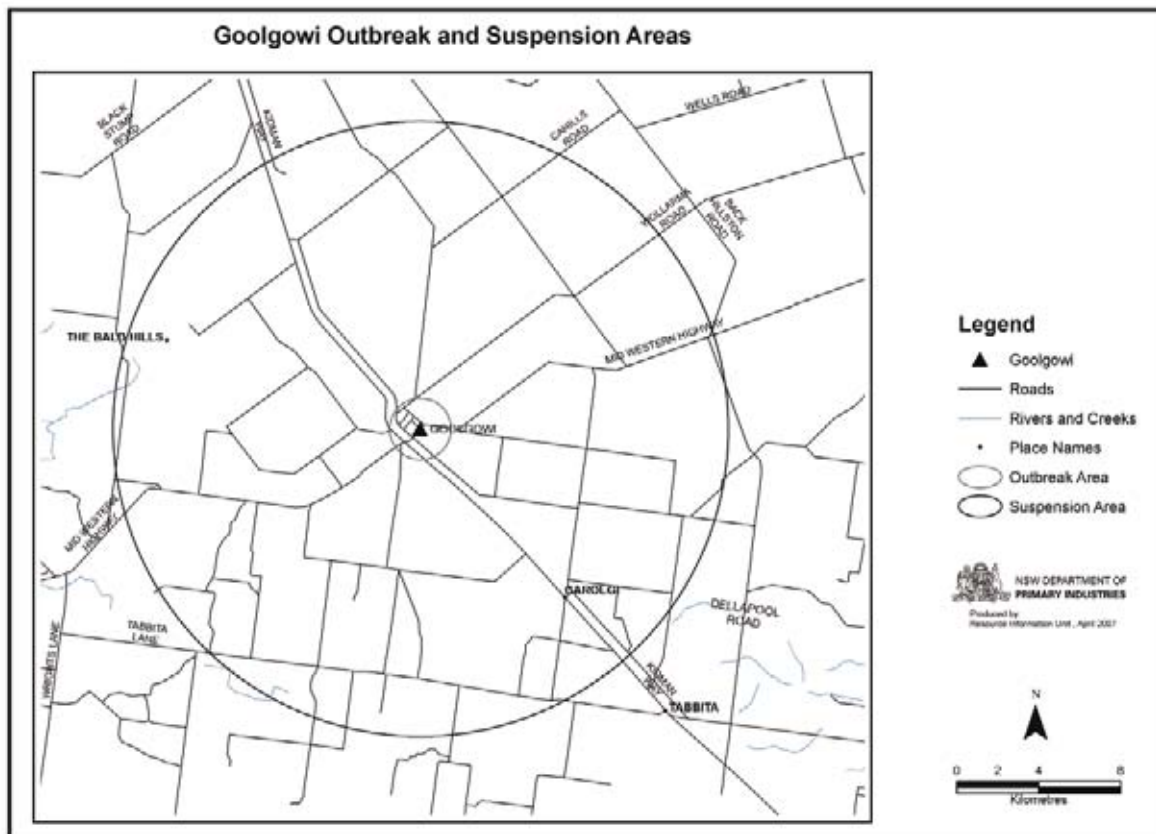 Goolgowi Outbreak and Suspension Areas
BLACK
STUMP
ROAD
KIDMAN
WAY
CAHILLS
ROAD
WELLS ROAD
WOLLARMA
ROAD
BACK
HILLSTON
ROAD
THE BALD HILLS
MID WESTERN HIGHWAY
GOOLGOWI
MID WESTERN
HIGHWAY
GAROLGI
DELLAPOOL
ROAD
WRIGHTS LANE
TABBITA
LANE
KIDMAN
WAY
TABBITA
Legend
Goolgowi
Roads
Rivers and Creeks
Place Names
Outbreak Area
Suspension Area
NSW DEPARTMENT OF
PRIMARY INDUSTRIES
Produced by
Resource Information Unit , April 2007
N
0 2 4 8
Kilometres